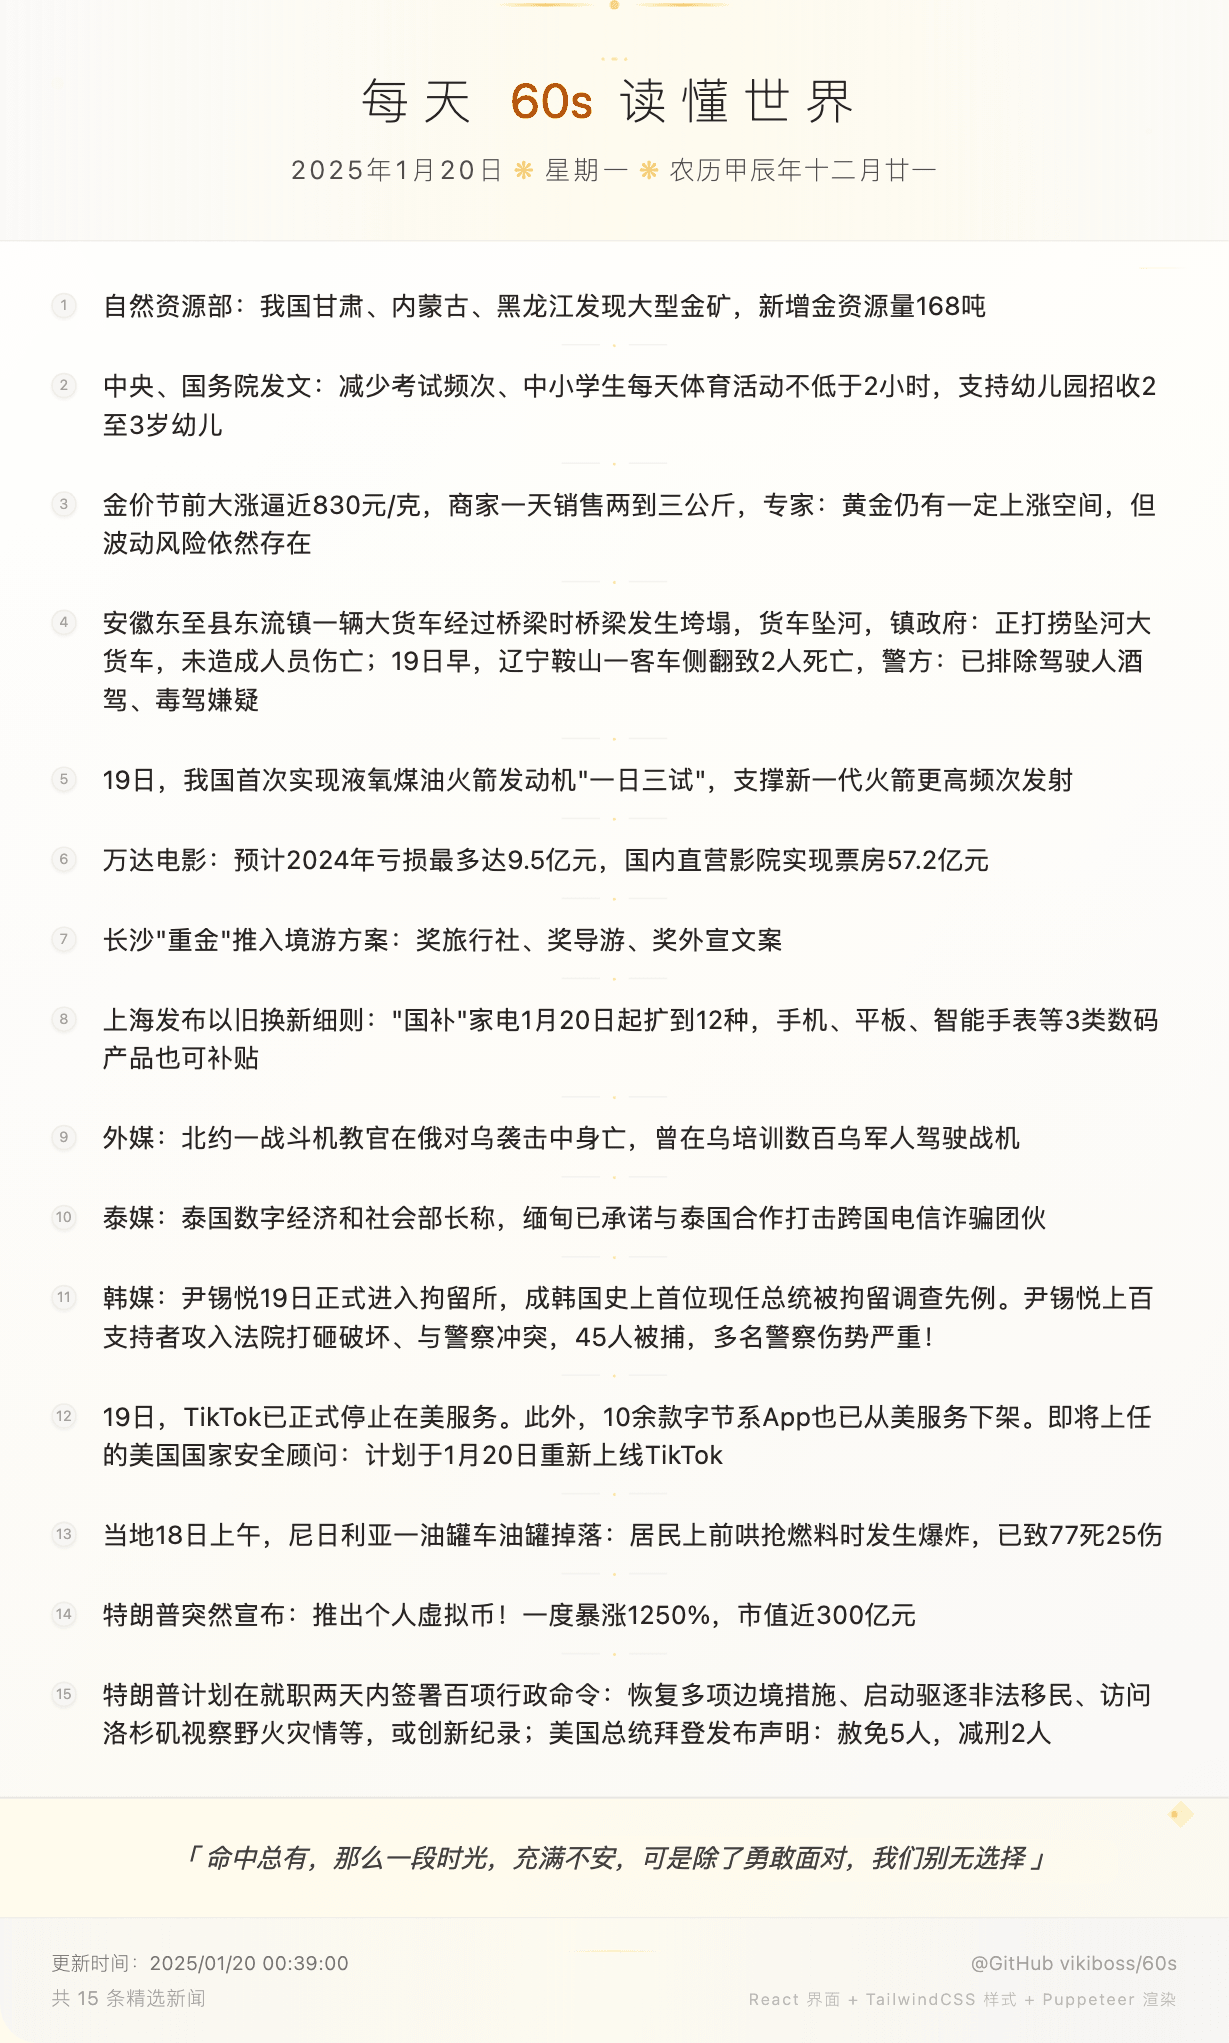 每天 60s 读懂世界
2025年1月20日 ❋ 星期一 ❋ 农历甲辰年十二月廿一
1 自然资源部：我国甘肃、内蒙古、黑龙江发现大型金矿，新增金资源量168吨
2 中央、国务院发文：减少考试频次、中小学生每天体育活动不低于2小时，支持幼儿园招收2
至3岁幼儿
3 金价节前大涨逼近830元/克，商家一天销售两到三公斤，专家：黄金仍有一定上涨空间，但
波动风险依然存在
4 安徽东至县东流镇一辆大货车经过桥梁时桥梁发生垮塌，货车坠河，镇政府：正打捞坠河大
货车，未造成人员伤亡；19日早，辽宁鞍山一客车侧翻致2人死亡，警方：已排除驾驶人酒
驾、毒驾嫌疑
5 19日，我国首次实现液氧煤油火箭发动机"一日三试"，支撑新一代火箭更高频次发射
6 万达电影：预计2024年亏损最多达9.5亿元，国内直营影院实现票房57.2亿元
7 长沙"重金"推入境游方案：奖旅行社、奖导游、奖外宣文案
8 上海发布以旧换新细则："国补"家电1月20日起扩到12种，手机、平板、智能手表等3类数码
产品也可补贴
9 外媒：北约一战斗机教官在俄对乌袭击中身亡，曾在乌培训数百乌军人驾驶战机
10 泰媒：泰国数字经济和社会部长称，缅甸已承诺与泰国合作打击跨国电信诈骗团伙
11 韩媒：尹锡悦19日正式进入拘留所，成韩国史上首位现任总统被拘留调查先例。尹锡悦上百
支持者攻入法院打砸破坏、与警察冲突，45人被捕，多名警察伤势严重！
12 19日，TikTok已正式停止在美服务。此外，10余款字节系App也已从美服务下架。即将上任
的美国国家安全顾问：计划于1月20日重新上线TikTok
13 当地18日上午，尼日利亚一油罐车油罐掉落：居民上前哄抢燃料时发生爆炸，已致77死25伤
14 特朗普突然宣布：推出个人虚拟币！一度暴涨1250%，市值近300亿元
15 特朗普计划在就职两天内签署百项行政命令：恢复多项边境措施、启动驱逐非法移民、访问
洛杉矶视察野火灾情等，或创新纪录；美国总统拜登发布声明：赦免5人，减刑2人
「 命中总有，那么一段时光，充满不安，可是除了勇敢面对，我们别无选择 」
更新时间：2025/01/20 00:39:00
@GitHub vikiboss/60s
共 15 条精选新闻
React 界面 + TailwindCSS 样式 + Puppeteer 渲染